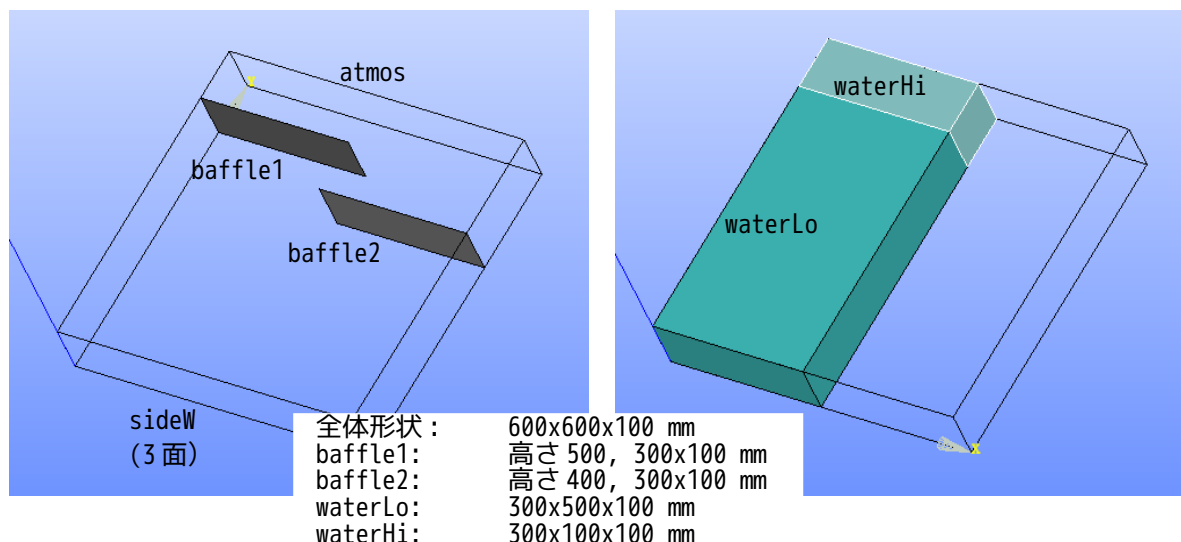 atmos
baffle1
baffle2
sideW
(3面)
Y
waterHi
waterLo
X
全体形状: 600x600x100 mm
baffle1: 高さ500, 300x100 mm
baffle2: 高さ400, 300x100 mm
waterLo: 300x500x100 mm
waterHi: 300x100x100 mm